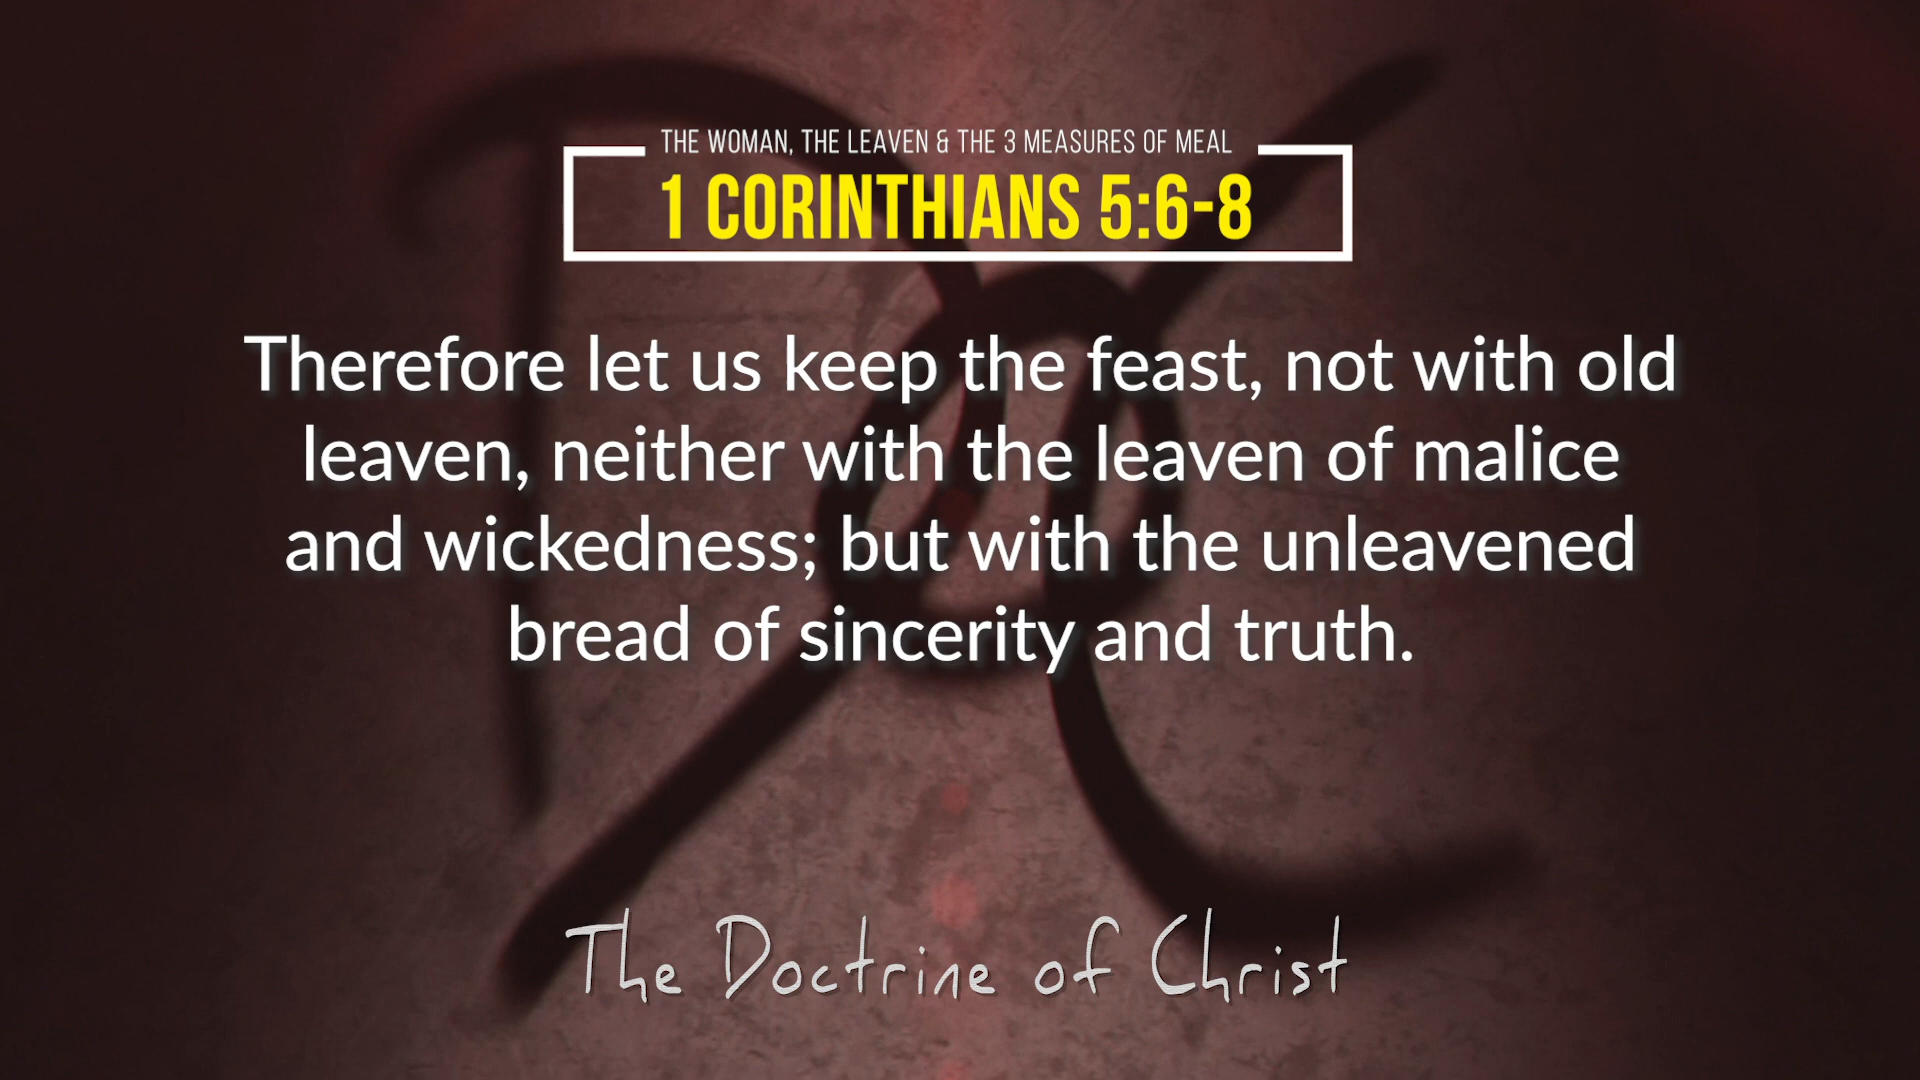 THE WOMAN, THE LEAVEN & THE 3 MEASURES OF MEAL
1 CORINTHIANS 5:6-8
Therefore let us keep the feast, not with old
leaven, neither with the leaven of malice
and wickedness; but with the unleavened
bread of sincerity and truth.
The Doctrine of Christ